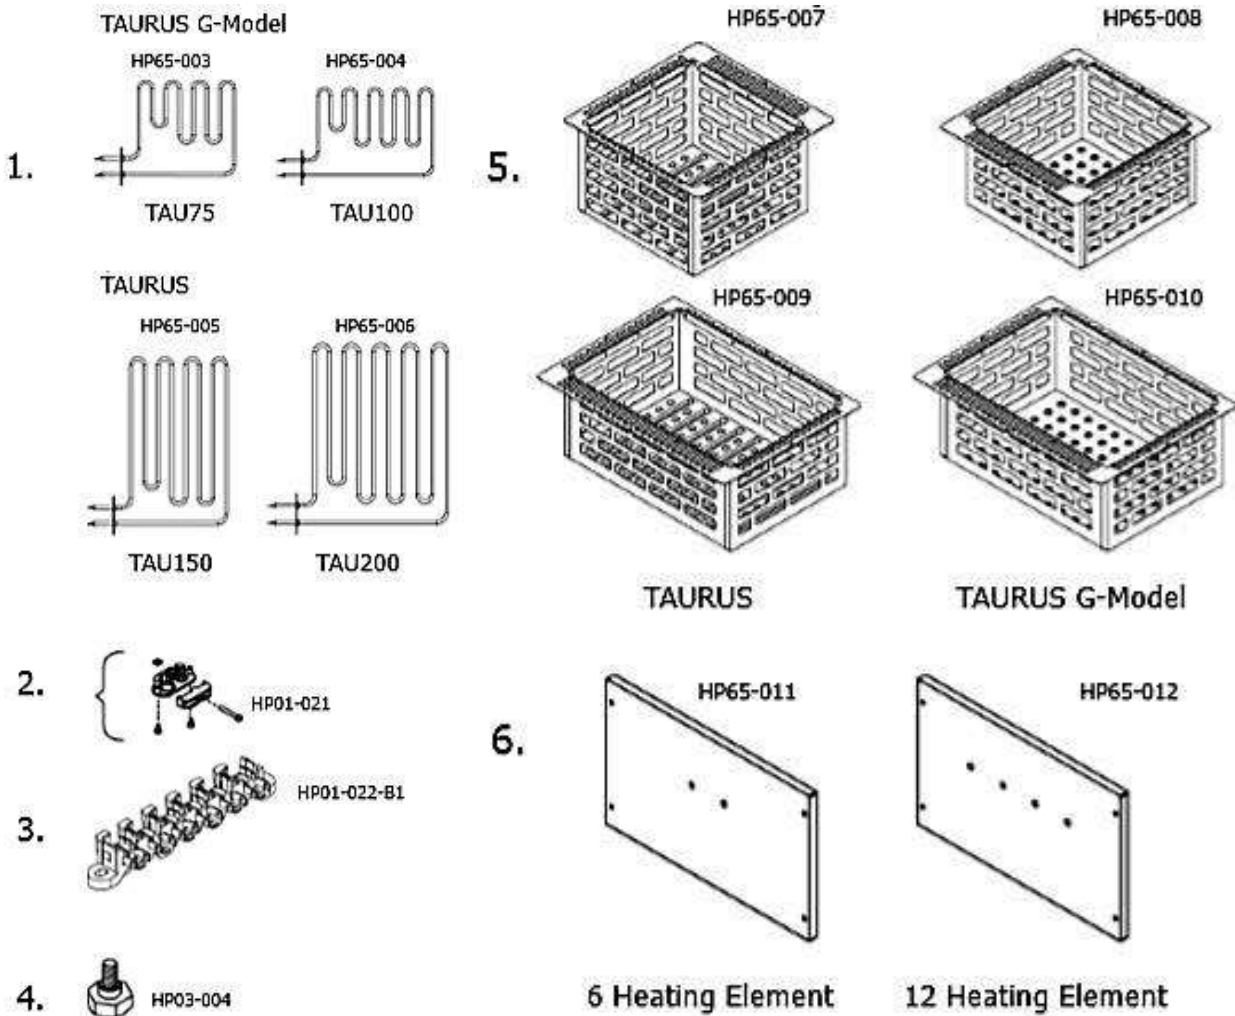 TAURUS G-Model
HP65-003
HP65-004
1.
TAU75
TAU100
TAURUS
HP65-005
HP65-006
TAU150
TAU200
2.
HP01-021
3.
HP01-022-B1
4.
HP03-004
5.
HP65-007
HP65-008
HP65-009
HP65-010
TAURUS
TAURUS G-Model
6.
HP65-011
HP65-012
6 Heating Element
12 Heating Element